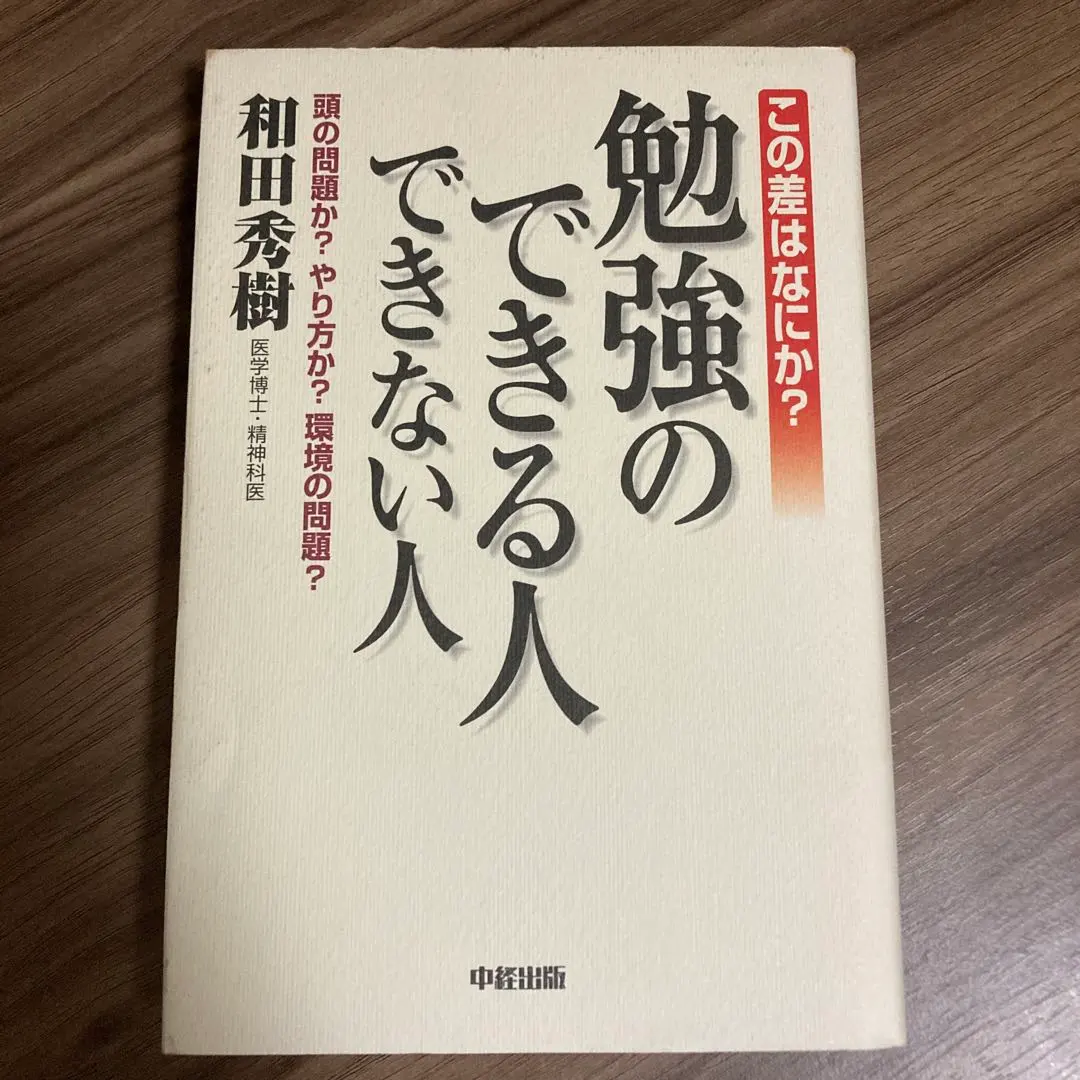 この差はなにか?
勉強の
できる人
できない人
頭の問題か? やり方か? 環境の問題?
和田秀樹
医学博士・精神科医
中経出版